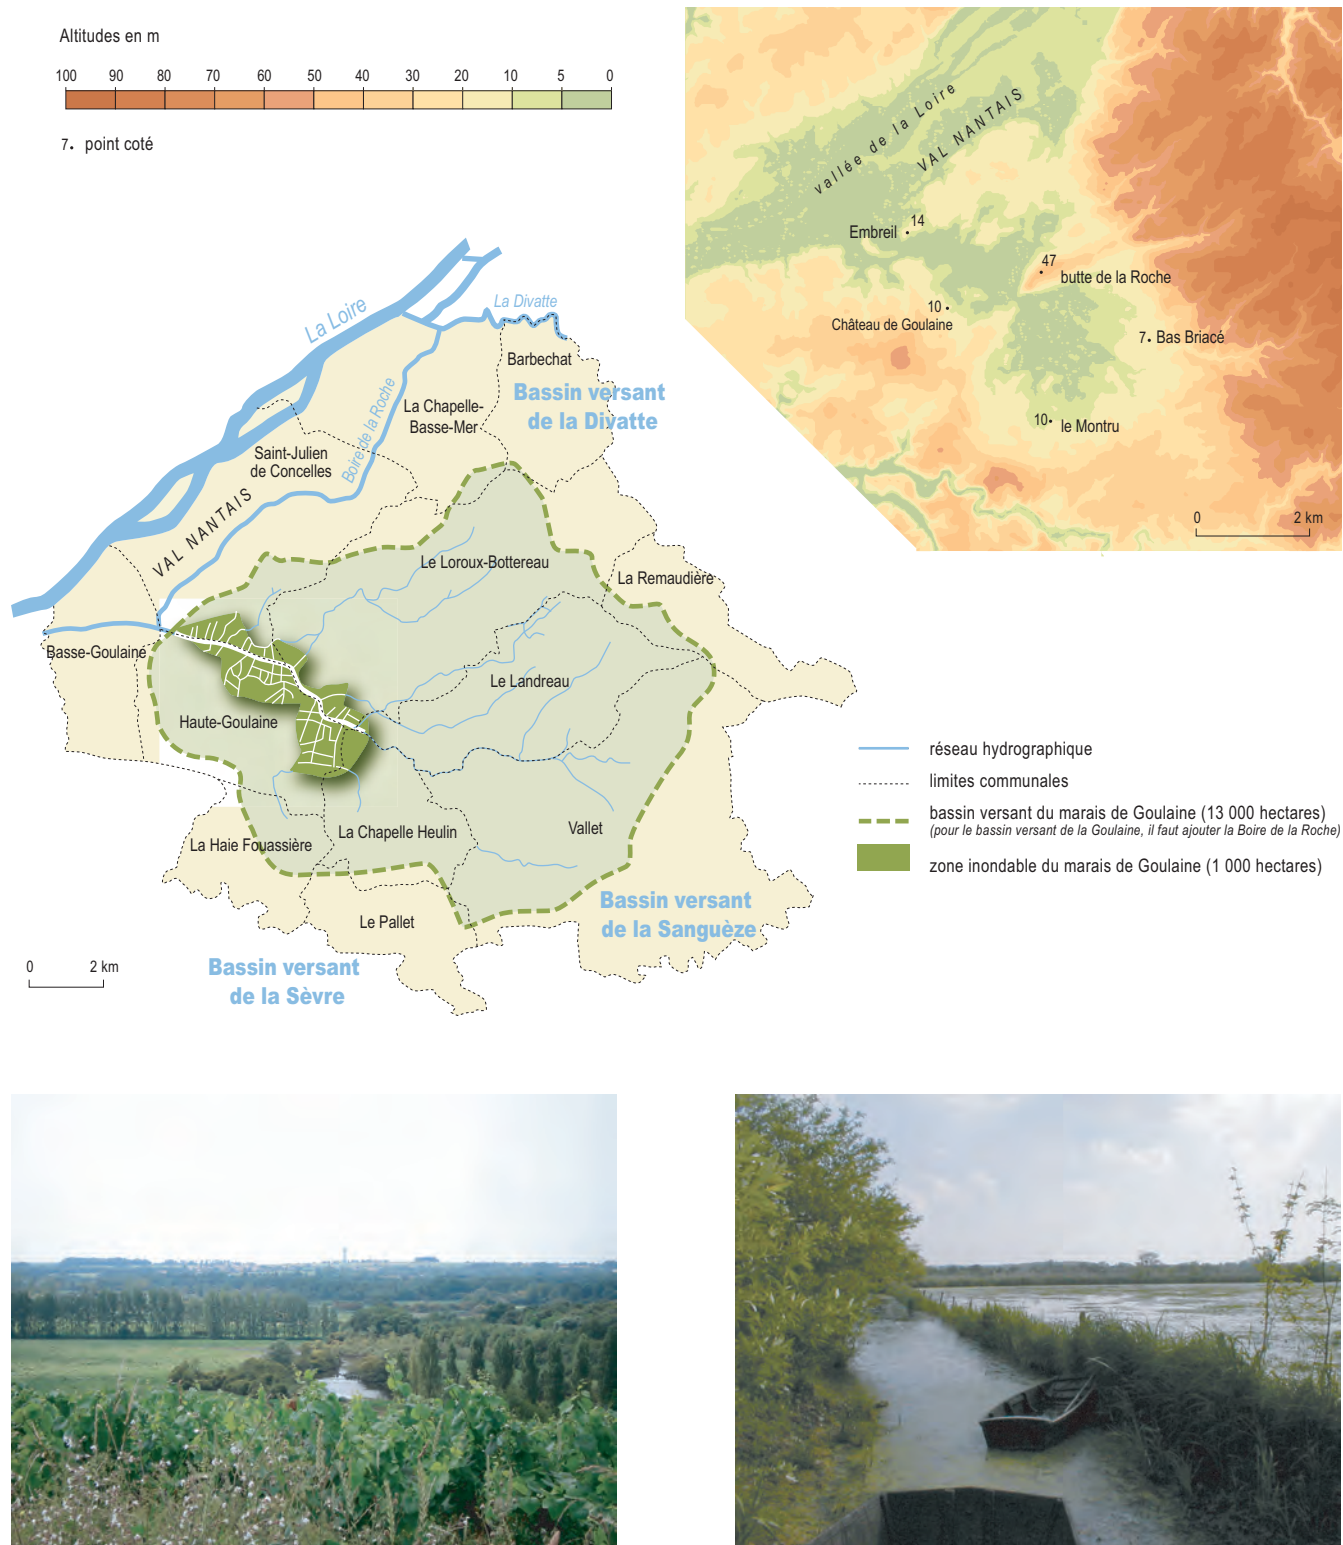 Altitudes en m
100 90 80 70 60 50 40 30 20 10 5 0
7. point coté
vallée de la Loire
VAL NANTAIS
14
Embreil
47
butte de la Roche
10
Château de Goulaine
7. Bas Briacé
10. le Montru
0 2 km
La Loire
La Divatte
Barbechat
Bassin versant
de la Divatte
La Chapelle-
Basse-Mer
Boire de la Roche
Saint-Julien
de Concelles
VAL NANTAIS
Le Loroux-Bottereau
La Remaudière
Basse-Goulaine
Le Landreau
Haute-Goulaine
Vallet
La Chapelle Heulin
La Haie Fouassière
Le Pallet
Bassin versant
de la Sanguèze
Bassin versant
de la Sèvre
0 2 km
réseau hydrographique
limites communales
bassin versant du marais de Goulaine (13 000 hectares)
(pour le bassin versant de la Goulaine, il faut ajouter la Boire de la Roche)
zone inondable du marais de Goulaine (1 000 hectares)